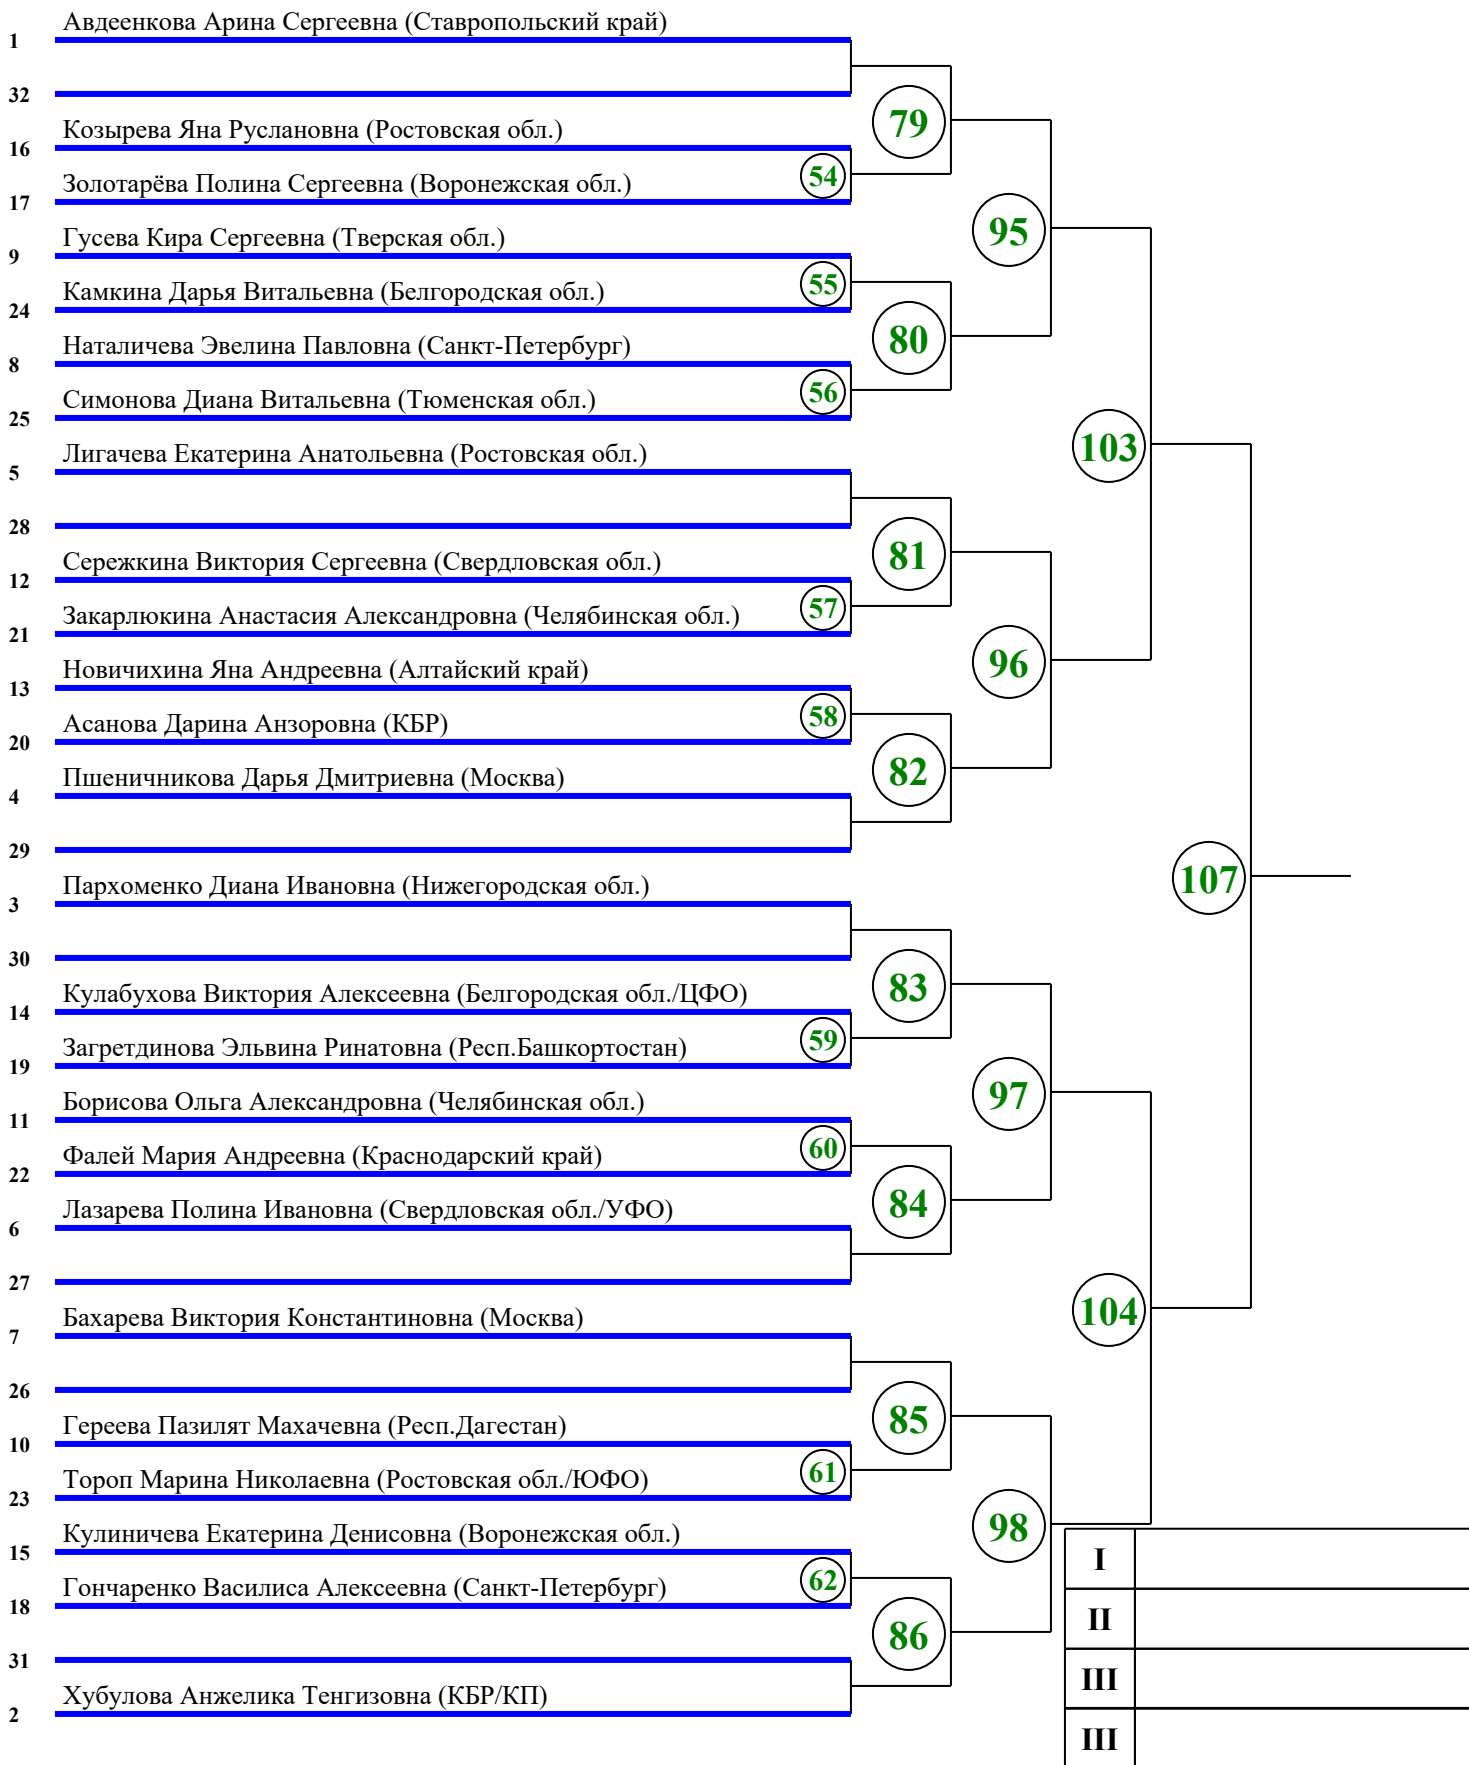 Авдеенкова Арина Сергеевна (Ставропольский край)
1
32
79
Козырева Яна Руслановна (Ростовская обл.)
16
54
Золотарёва Полина Сергеевна (Воронежская обл.)
17
95
Гусева Кира Сергеевна (Тверская обл.)
9
55
Камкина Дарья Витальевна (Белгородская обл.)
24
80
Наталичева Эвелина Павловна (Санкт-Петербург)
8
56
Симонова Диана Витальевна (Тюменская обл.)
25
103
Лигачева Екатерина Анатольевна (Ростовская обл.)
5
28
81
Сережкина Виктория Сергеевна (Свердловская обл.)
12
57
Закарлюкина Анастасия Александровна (Челябинская обл.)
21
96
Новичихина Яна Андреевна (Алтайский край)
13
58
Асанова Дарина Анзоровна (КБР)
20
82
Пшеничникова Дарья Дмитриевна (Москва)
4
29
107
Пархоменко Диана Ивановна (Нижегородская обл.)
3
30
83
Кулабухова Виктория Алексеевна (Белгородская обл./ЦФО)
14
59
Загретдинова Эльвина Ринатовна (Респ.Башкортостан)
19
97
Борисова Ольга Александровна (Челябинская обл.)
11
60
Фалей Мария Андреевна (Краснодарский край)
22
84
Лазарева Полина Ивановна (Свердловская обл./УФО)
6
27
104
Бахарева Виктория Константиновна (Москва)
7
26
85
Гереева Пазилят Махачевна (Респ.Дагестан)
10
61
Тороп Марина Николаевна (Ростовская обл./ЮФО)
23
98
Кулиничева Екатерина Денисовна (Воронежская обл.)
15
62
Гончаренко Василиса Алексеевна (Санкт-Петербург)
18
86
31
Хубулова Анжелика Тенгизовна (КБР/КП)
2
I
II
III
III